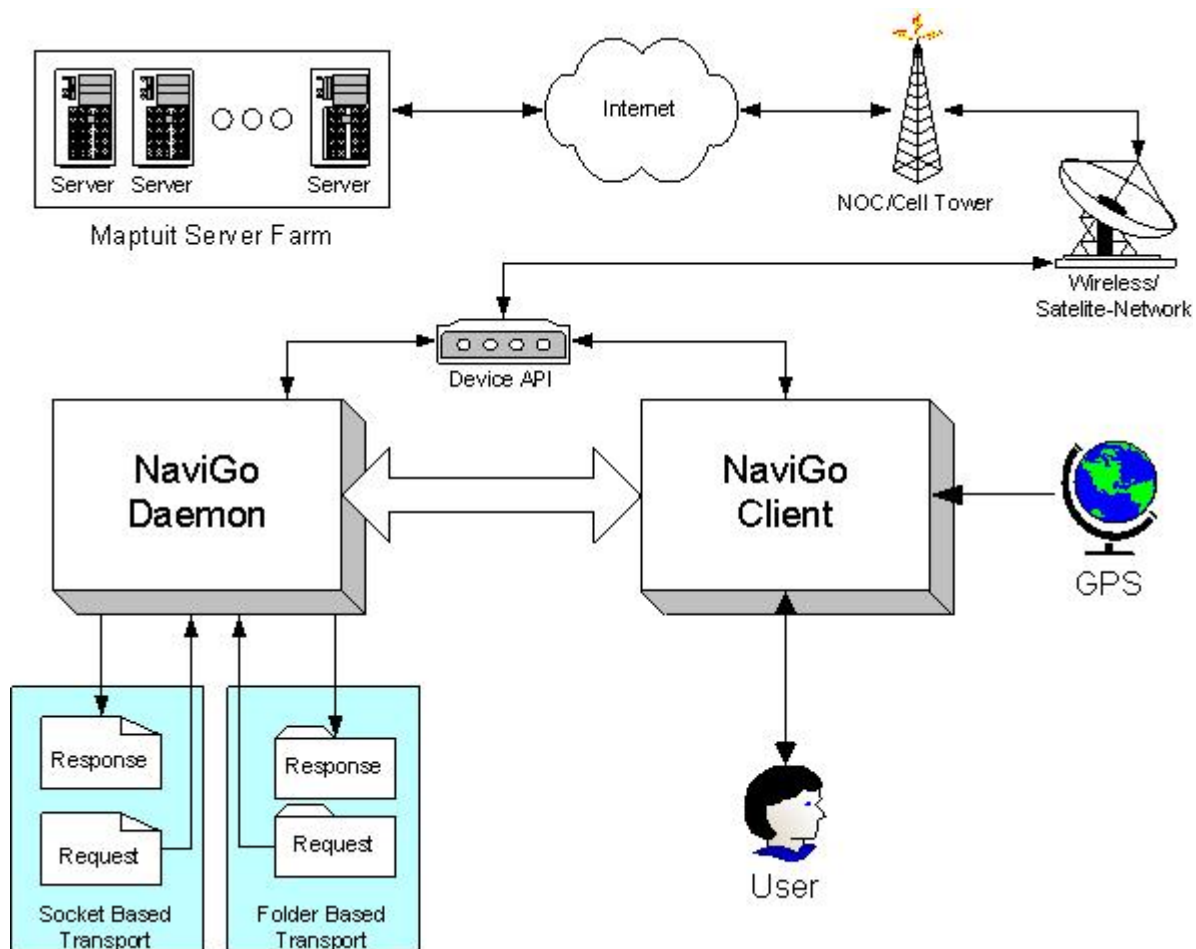 Server
Server
Server
Maptuit Server Farm
Internet
NOC/Cell Tower
Wireless/
Satelite-Network
Device API
NaviGo
Daemon
NaviGo
Client
GPS
Response
Request
Socket Based
Transport
Response
Request
Folder Based
Transport
User